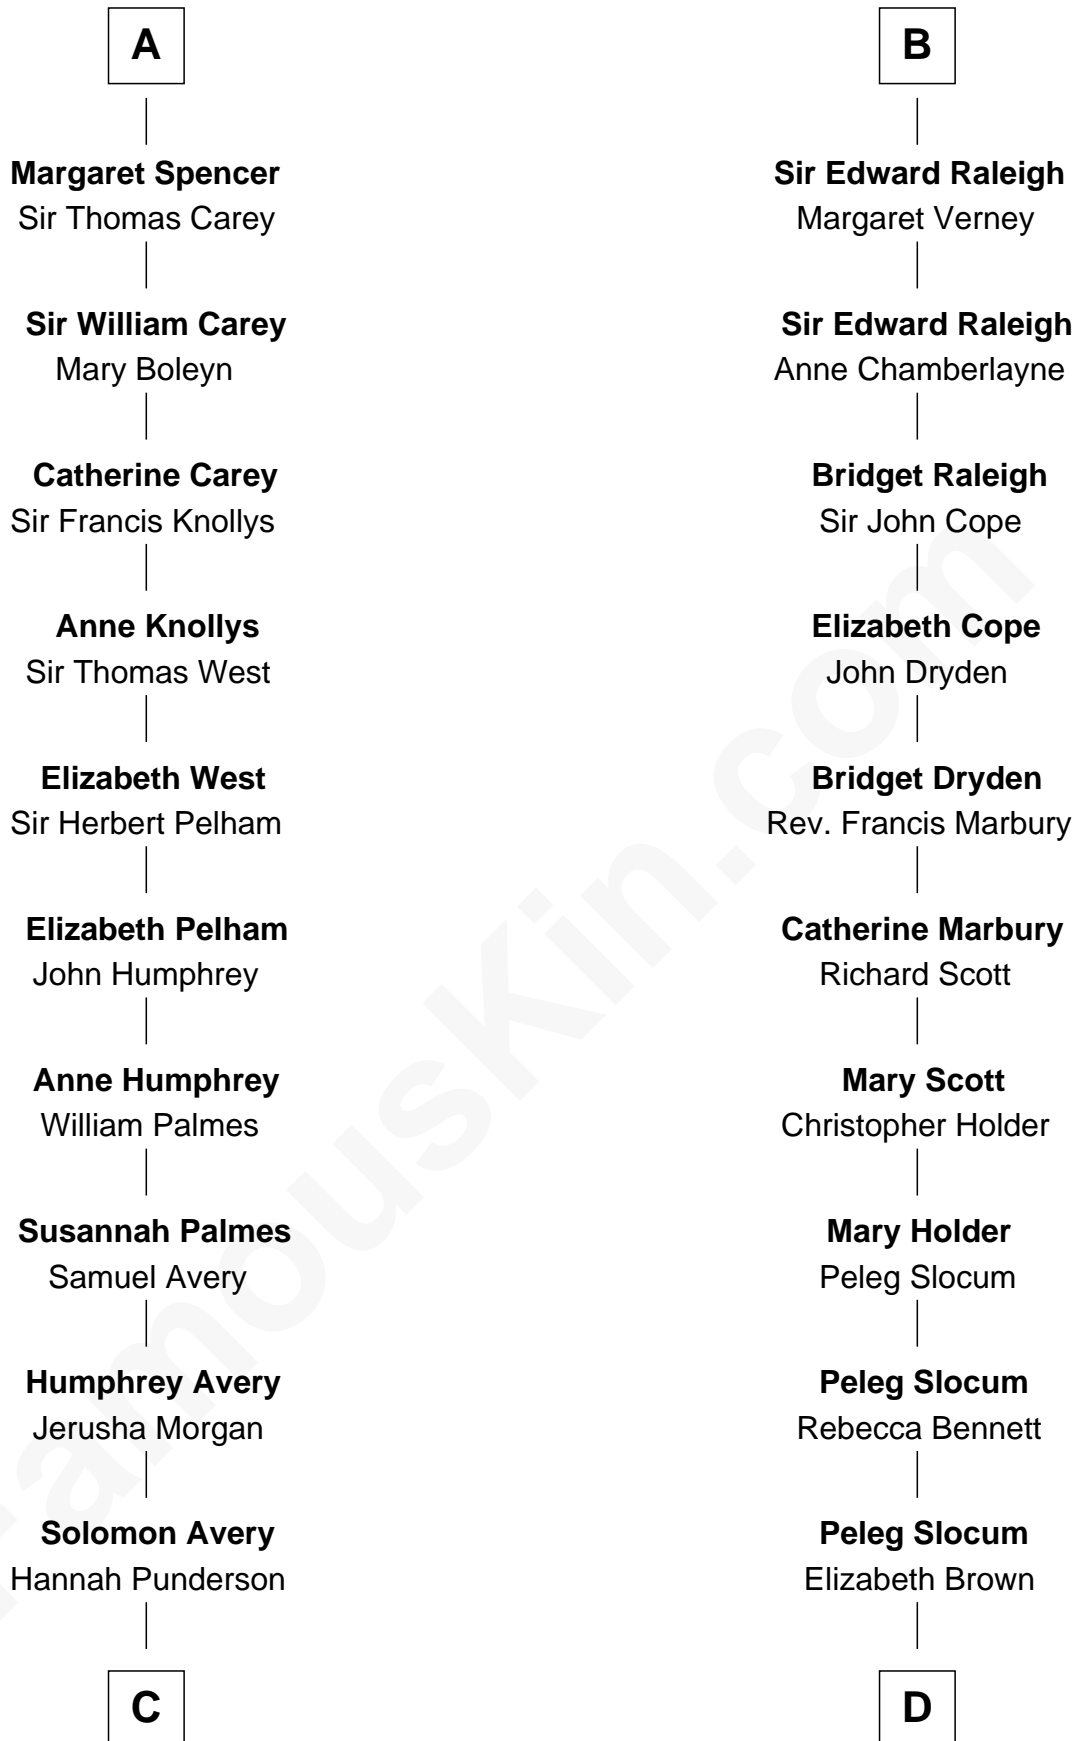 A
Margaret Spencer
Sir Thomas Carey
Sir William Carey
Mary Boleyn
Catherine Carey
Sir Francis Knollys
Anne Knollys
Sir Thomas West
Elizabeth West
Sir Herbert Pelham
Elizabeth Pelham
John Humphrey
Anne Humphrey
William Palmes
Susannah Palmes
Samuel Avery
Humphrey Avery
Jerusha Morgan
Solomon Avery
Hannah Punderson
C
B
Sir Edward Raleigh
Margaret Verney
Sir Edward Raleigh
Anne Chamberlayne
Bridget Raleigh
Sir John Cope
Elizabeth Cope
John Dryden
Bridget Dryden
Rev. Francis Marbury
Catherine Marbury
Richard Scott
Mary Scott
Christopher Holder
Mary Holder
Peleg Slocum
Peleg Slocum
Rebecca Bennett
Peleg Slocum
Elizabeth Brown
D
FamousKin.com